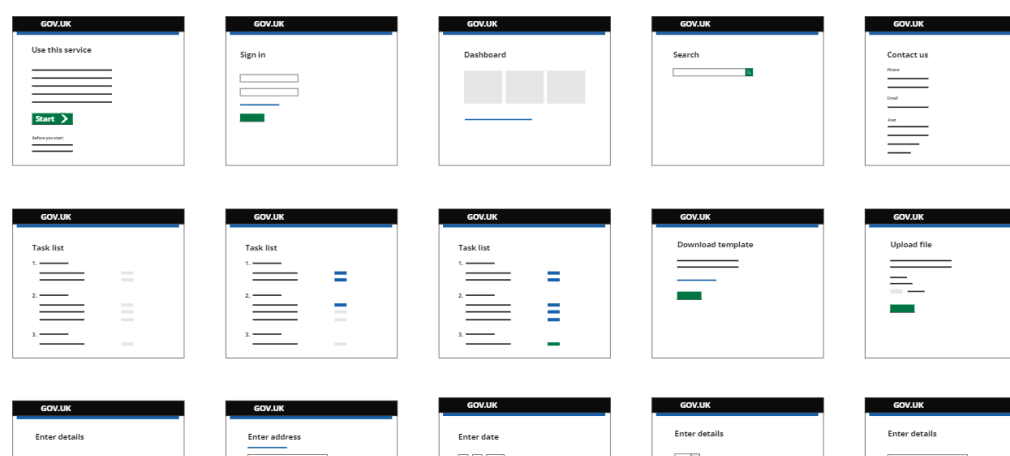 GOV.UK
Use this service
Start
Before you start
GOV.UK
Sign in
GOV.UK
Dashboard
GOV.UK
Search
GOV.UK
Contact us
Phone
Email
Post
GOV.UK
Task list
1.
2.
3.
GOV.UK
Task list
1.
2.
3.
GOV.UK
Task list
1.
2.
3.
GOV.UK
Download template
GOV.UK
Upload file
GOV.UK
Enter details
GOV.UK
Enter address
GOV.UK
Enter date
GOV.UK
Enter details
GOV.UK
Enter details